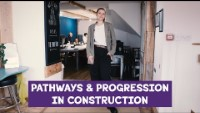 PATHWAYS & PROGRESSION
IN CONSTRUCTION